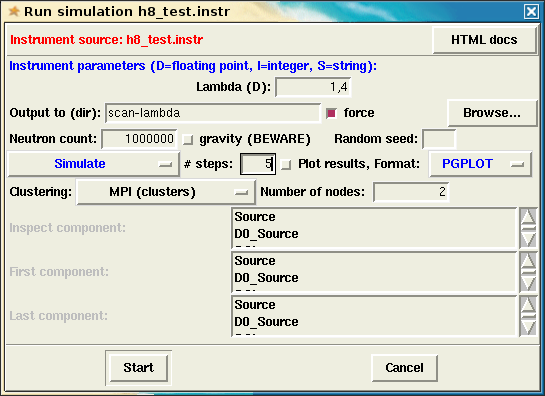 Run simulation h8_test.instr
Instrument source: h8_test.instr HTML docs
Instrument parameters (D=floating point, I=integer, S=string):
Lambda (D): 1,4
Output to (dir): scan-lambda force Browse...
Neutron count: 1000000 gravity (BEWARE) Random seed:
Simulate # steps: 5 Plot results, Format: PGPLOT
Clustering: MPI (clusters) Number of nodes: 2
Inspect component: Source
D0_Source
First component: Source
D0_Source
Last component: Source
D0_Source
Start Cancel